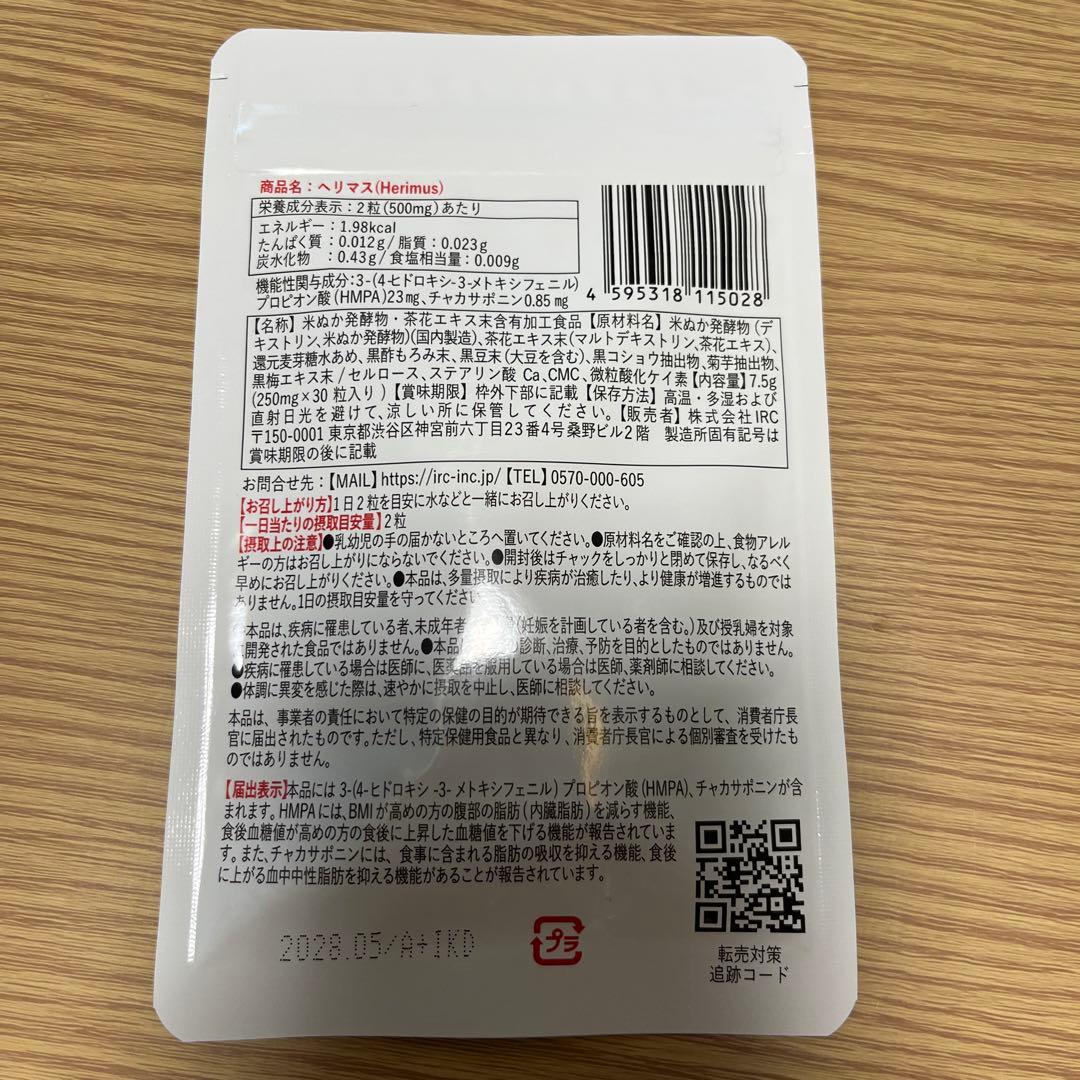 商品名：ヘリマス(Herimus)
栄養成分表示：2粒(500mg)あたり
エネルギー：1.98kcal
たんぱく質：0.012g/脂質：0.023g
炭水化物　：0.43g/食塩相当量：0.009g
機能性関与成分:3-(4-ヒドロキシ-3-メトキシフェニル)
プロピオン酸(HMPA)23mg、チャカサポニン0.85mg
4 595318 115028
【名称】米ぬか発酵物・茶花エキス末含有加工食品【原材料名】米ぬか発酵物(デ
キストリン、米ぬか発酵物)(国内製造)、茶花エキス末(マルトデキストリン、茶花エキス)、
還元麦芽糖水あめ、黒酢もろみ末、黒豆末(大豆を含む)、黒コショウ抽出物、菊芋抽出物、
黒梅エキス末/セルロース、ステアリン酸 Ca、CMC、微粒酸化ケイ素【内容量】7.5g
(250mg×30粒入り)【賞味期限】枠外下部に記載【保存方法】高温・多湿および
直射日光を避けて、涼しい所に保管してください。【販売者】株式会社IRC
〒150-0001 東京都渋谷区神宮前六丁目23番4号桑野ビル2階　製造所固有記号は
賞味期限の後に記載
お問合せ先：【MAIL】https://irc-inc.jp/【TEL】0570-000-605
【お召し上がり方】1日2粒を目安に水などと一緒にお召し上がりください。
【一日当たりの摂取目安量】2粒
【摂取上の注意】●乳幼児の手の届かないところへ置いてください。●原材料名をご確認の上、食物アレル
ギーの方はお召し上がりにならないでください。●開封後はチャックをしっかりと閉めて保存し、なるべく
早めにお召し上がりください。●本品は、多量摂取により疾病が治癒したり、より健康が増進するものでは
ありません。1日の摂取目安量を守ってください
本品は、疾病に罹患している者、未成年者(妊娠を計画している者を含む。)及び授乳婦を対象
に開発された食品ではありません。●本品 診断、治療、予防を目的としたものではありません。
●疾病に罹患している場合は医師に、医薬品を服用している場合は医師、薬剤師に相談してください。
●体調に異変を感じた際は、速やかに摂取を中止し、医師に相談してください。
本品は、事業者の責任において特定の保健の目的が期待できる旨を表示するものとして、消費者庁長
官に届出されたものです。ただし、特定保健用食品と異なり、消費者庁長官による個別審査を受けたも
のではありません。
【届出表示】本品には 3-(4-ヒドロキシ -3- メトキシフェニル) プロピオン酸(HMPA)、チャカサポニンが含
まれます。HMPAには、BMIが高めの方の腹部の脂肪(内臓脂肪)を減らす機能、
食後血糖値が高めの方の食後に上昇した血糖値を下げる機能が報告されていま
す。また、チャカサポニンには、食事に含まれる脂肪の吸収を抑える機能、食後
に上がる血中中性脂肪を抑える機能があることが報告されています。
2028.05/A+IKD
プラ
転売対策
追跡コード